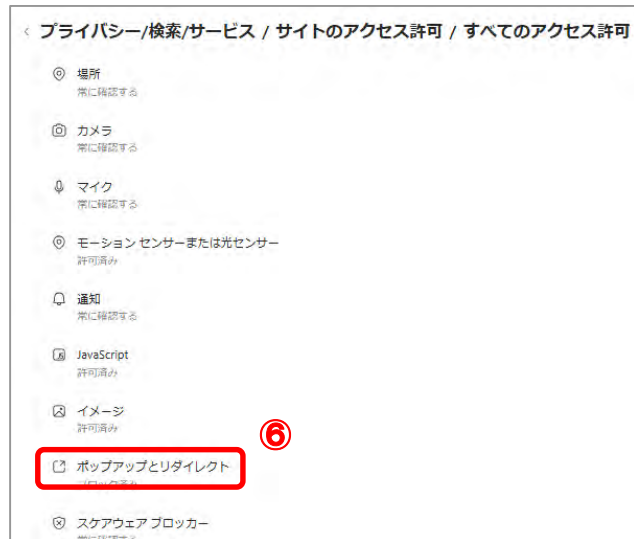 プライバシー/検索/サービス / サイトのアクセス許可 / すべてのアクセス許可
場所
常に確認する
カメラ
常に確認する
マイク
常に確認する
モーション センサーまたは光センサー
許可済み
通知
常に確認する
JavaScript
許可済み
イメージ
許可済み
⑥
ポップアップとリダイレクト
ブロック済み
スケアウェア ブロッカー
常に確認する